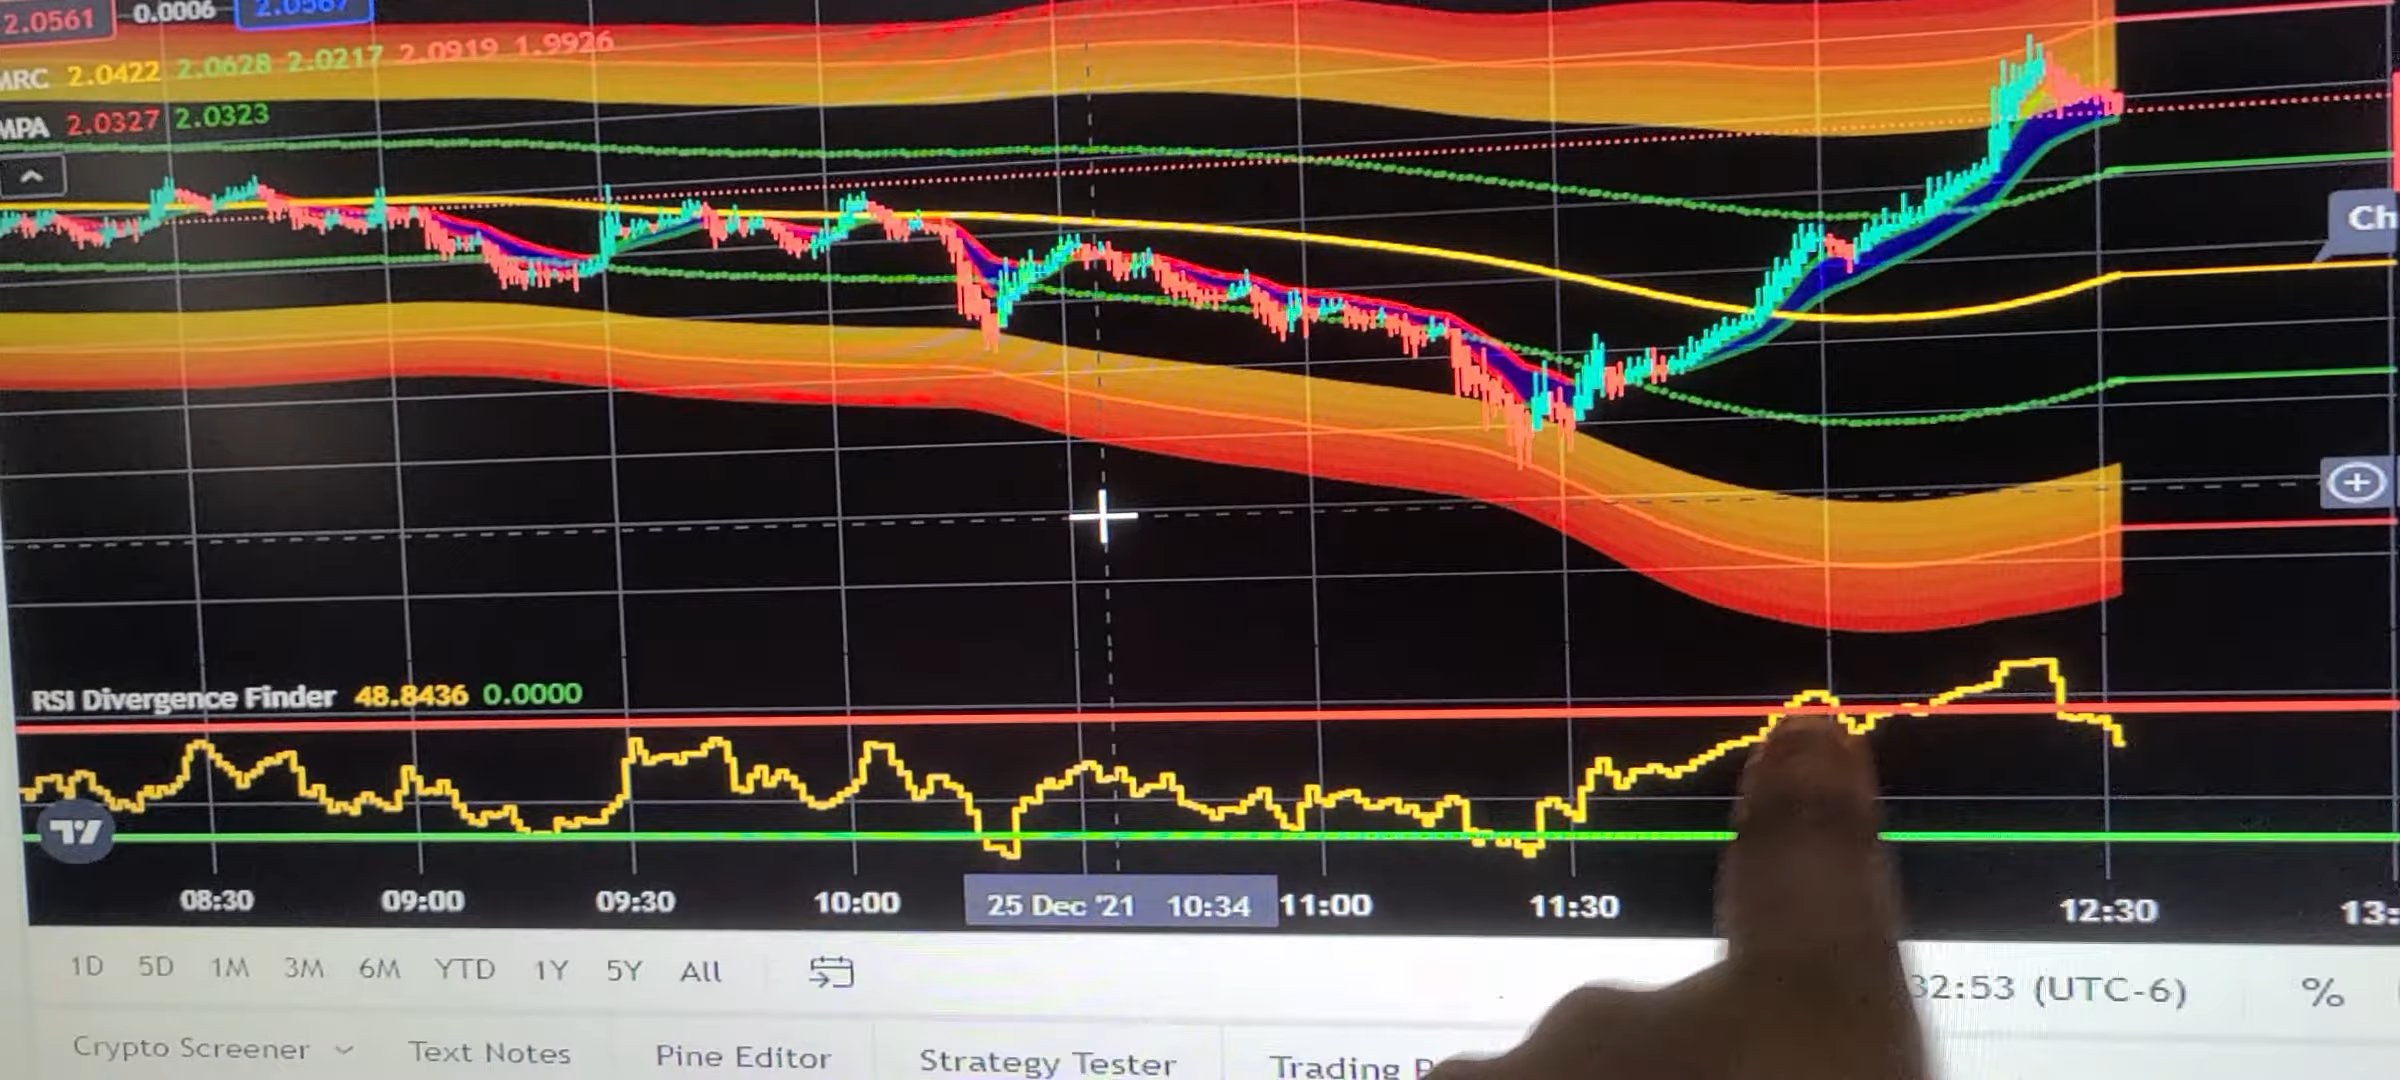 2.0561 0.0006 2.0567
MRC 2.0422 2.0628 2.0217 2.0919 1.9926
MPA 2.0327 2.0323
Ch
RSI Divergence Finder 48.8436 0.0000
08:30 09:00 09:30 10:00 25 Dec '21 10:34 11:00 11:30 12:30 13:
1D 5D 1M 3M 6M YTD 1Y 5Y All 32:53 (UTC-6) %
Crypto Screener Text Notes Pine Editor Strategy Tester Trading P